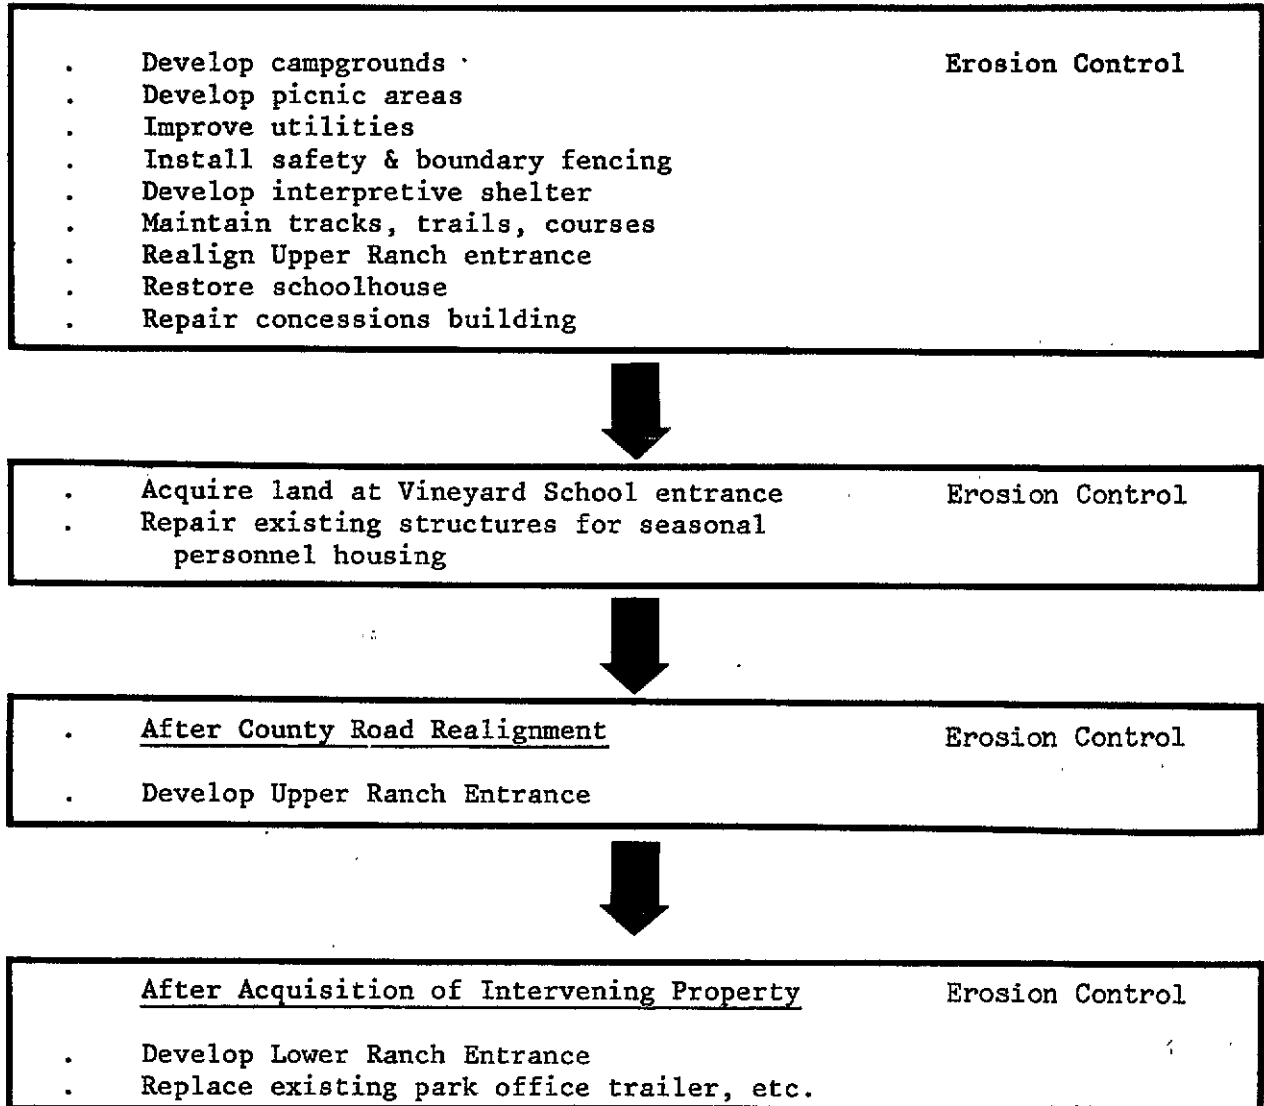 . Develop campgrounds Erosion Control
. Develop picnic areas
. Improve utilities
. Install safety & boundary fencing
. Develop interpretive shelter
. Maintain tracks, trails, courses
. Realign Upper Ranch entrance
. Restore schoolhouse
. Repair concessions building
. Acquire land at Vineyard School entrance Erosion Control
. Repair existing structures for seasonal
personnel housing
. After County Road Realignment Erosion Control
. Develop Upper Ranch Entrance
After Acquisition of Intervening Property Erosion Control
. Develop Lower Ranch Entrance
. Replace existing park office trailer, etc.